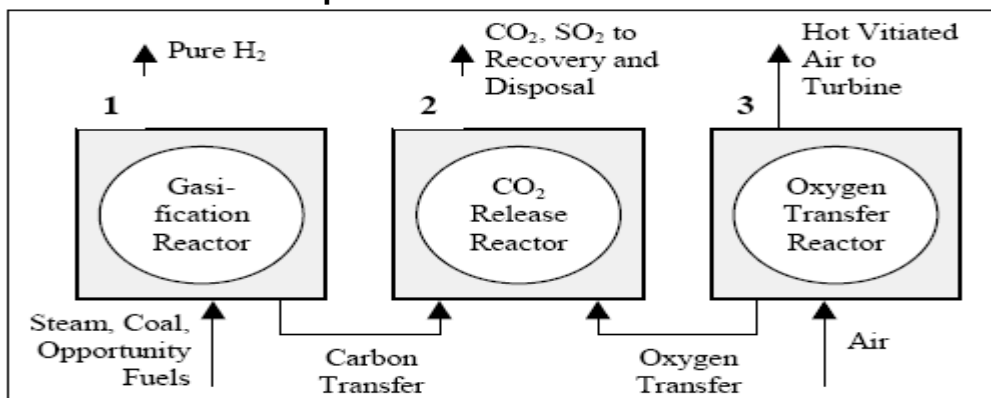 Pure H₂
CO₂, SO₂ to
Recovery and
Disposal
Hot Vitiated
Air to
Turbine
1
2
3
Gasi-
fication
Reactor
CO₂
Release
Reactor
Oxygen
Transfer
Reactor
Steam, Coal,
Opportunity
Fuels
Carbon
Transfer
Oxygen
Transfer
Air